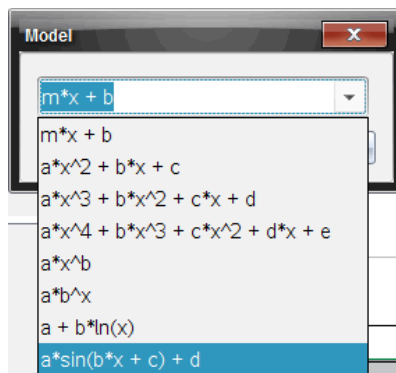 Model
m*x + b
m*x + b
a*x^2 + b*x + c
a*x^3 + b*x^2 + c*x + d
a*x^4 + b*x^3 + c*x^2 + d*x + e
a*x^b
a*b^x
a + b*ln(x)
a*sin(b*x + c) + d